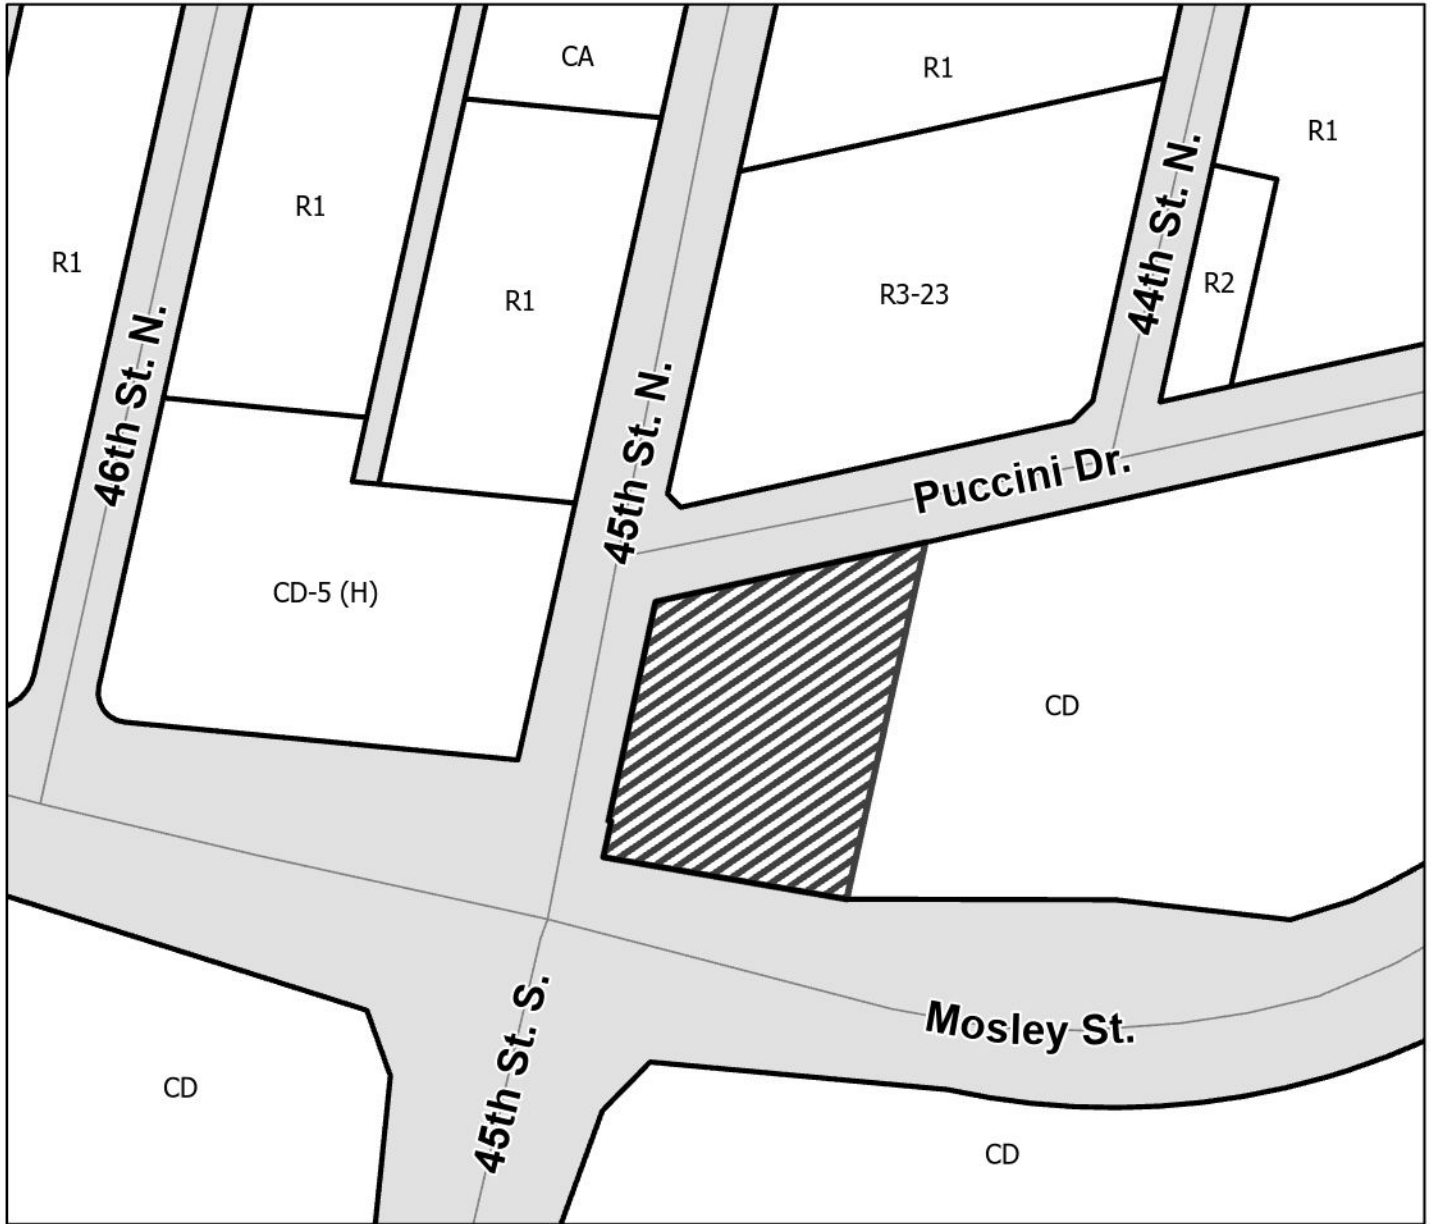 CA
R1
R1
R1
R1
R1
R3-23
R2
44th St. N.
46th St. N.
45th St. N.
Puccini Dr.
CD-5 (H)
CD
45th St. S.
Mosley St.
CD
CD